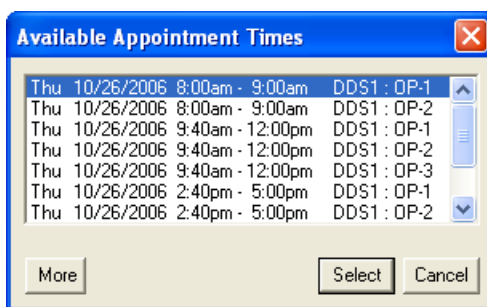 Available Appointment Times
Thu 10/26/2006 8:00am - 9:00am DDS1 : OP-1
Thu 10/26/2006 8:00am - 9:00am DDS1 : OP-2
Thu 10/26/2006 9:40am - 12:00pm DDS1 : OP-1
Thu 10/26/2006 9:40am - 12:00pm DDS1 : OP-2
Thu 10/26/2006 9:40am - 12:00pm DDS1 : OP-3
Thu 10/26/2006 2:40pm - 5:00pm DDS1 : OP-1
Thu 10/26/2006 2:40pm - 5:00pm DDS1 : OP-2
More Select Cancel